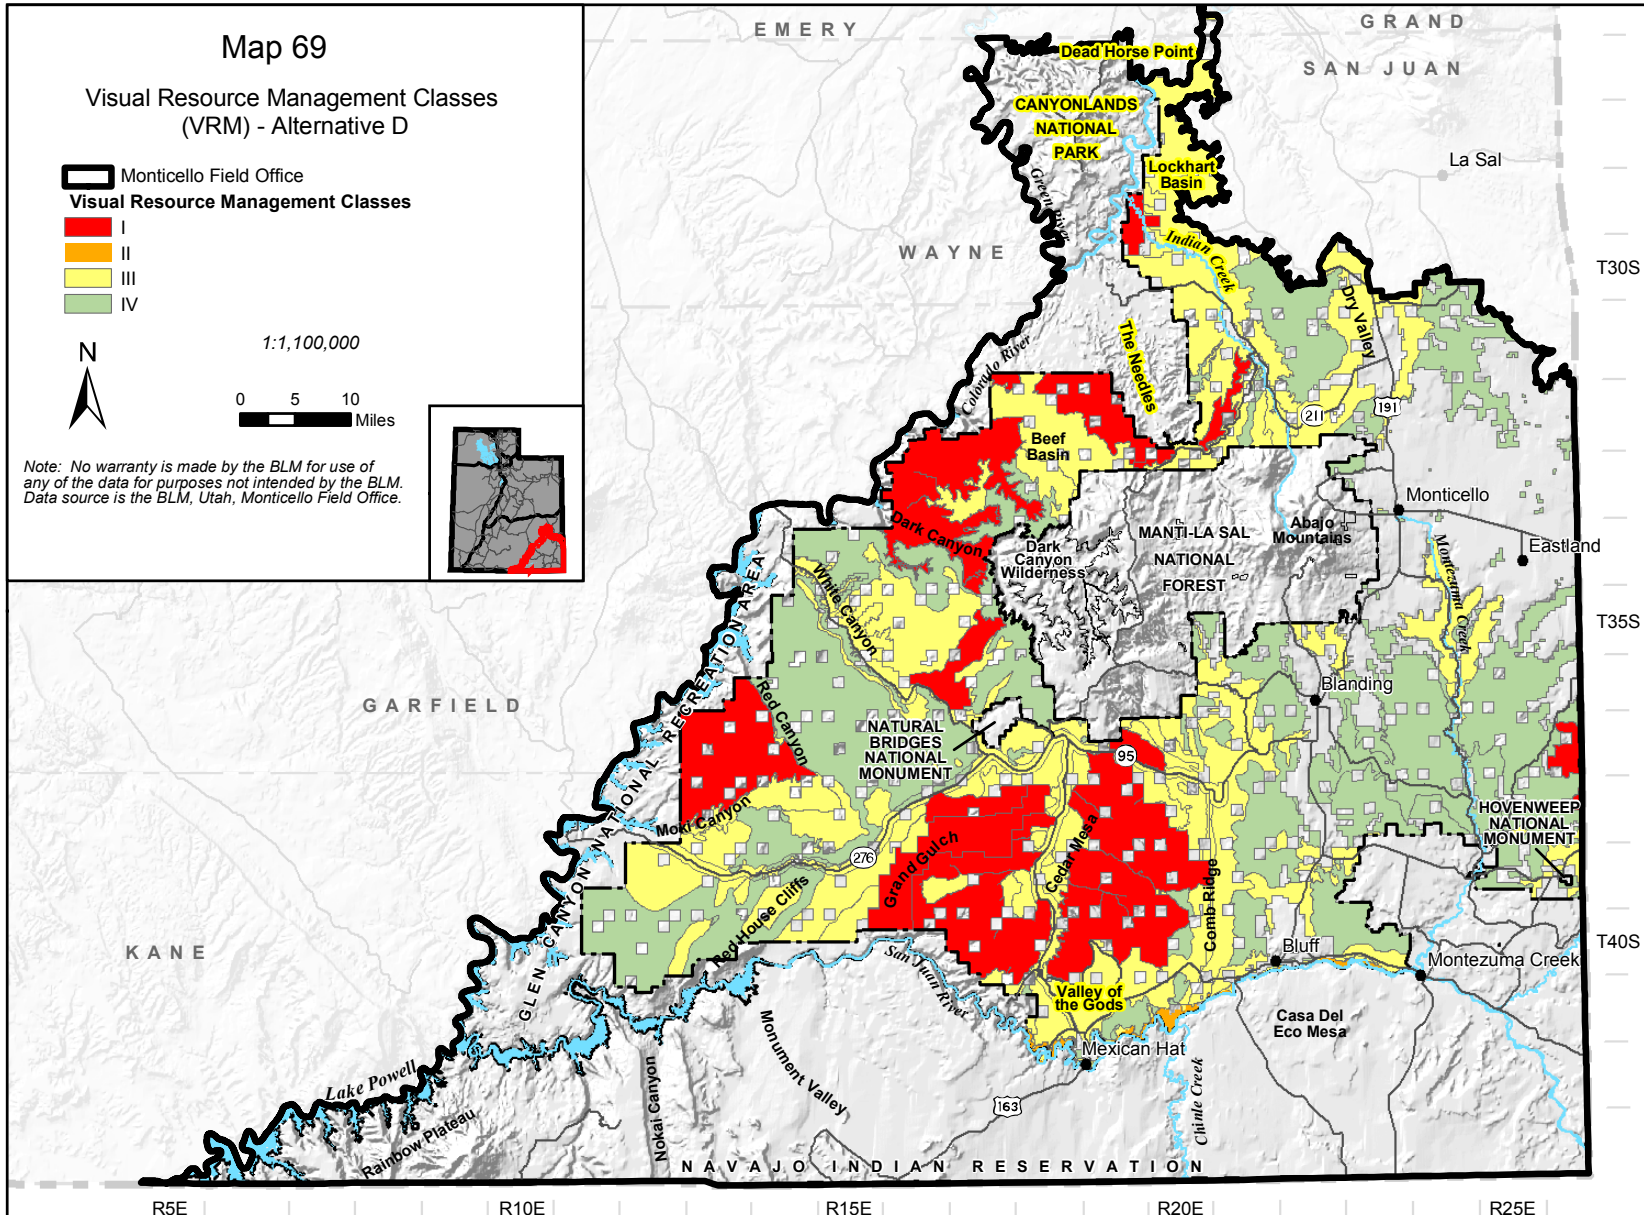 Map 69
Visual Resource Management Classes
(VRM) - Alternative D
Monticello Field Office
Visual Resource Management Classes
I
II
III
IV
N
1:1,100,000
0 5 10
Miles
Note: No warranty is made by the BLM for use of
any of the data for purposes not intended by the BLM.
Data source is the BLM, Utah, Monticello Field Office.
EMERY
GRAND
SAN JUAN
Dead Horse Point
CANYONLANDS
NATIONAL
PARK
Lockhart
Basin
La Sal
Green River
WAYNE
Indian Creek
T30S
Dry Valley
The Needles
Colorado River
211
191
Beef
Basin
Monticello
Dark Canyon
Dark
Canyon
Wilderness
MANTI-LA SAL
NATIONAL
FOREST
Abajo
Mountains
Eastland
Montezuma Creek
White Canyon
T35S
GARFIELD
Red Canyon
Blanding
NATURAL
BRIDGES
NATIONAL
MONUMENT
95
GLEN CANYON NATIONAL RECREATION AREA
Moki Canyon
HOVENWEEP
NATIONAL
MONUMENT
276
Grand Gulch
Cedar Mesa
Comb Ridge
Red House Cliffs
KANE
T40S
Bluff
Montezuma Creek
San Juan River
Valley of
the Gods
Casa Del
Eco Mesa
Mexican Hat
Monument Valley
Lake Powell
Nokai Canyon
Chinle Creek
163
Rainbow Plateau
NAVAJO INDIAN RESERVATION
R5E R10E R15E R20E R25E